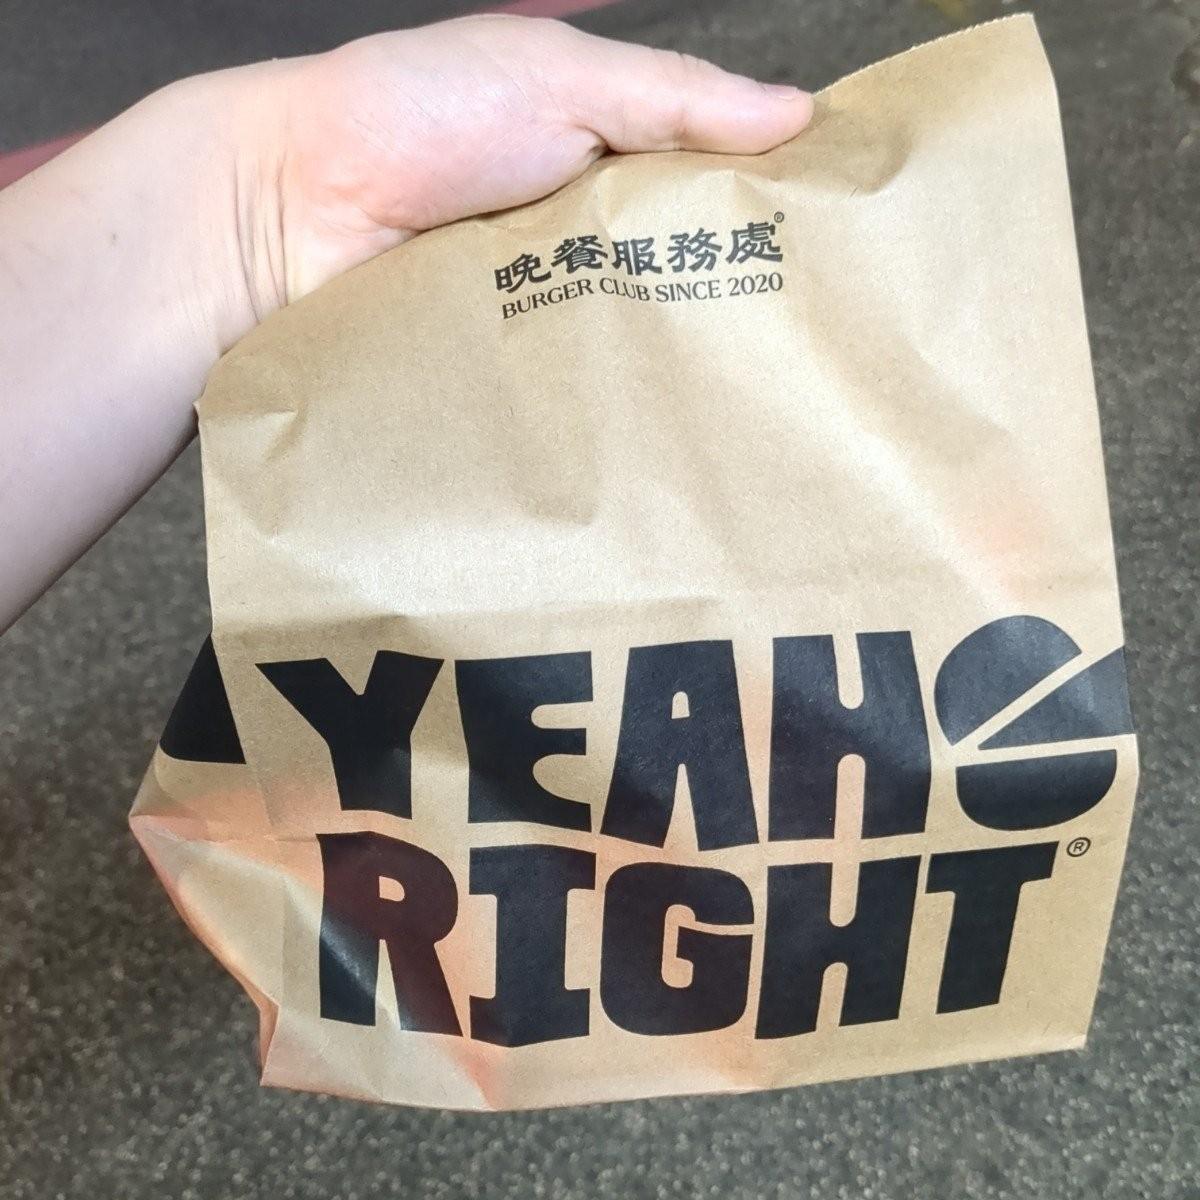 晚餐服務處®
BURGER CLUB SINCE 2020
YEAH
RIGHT®